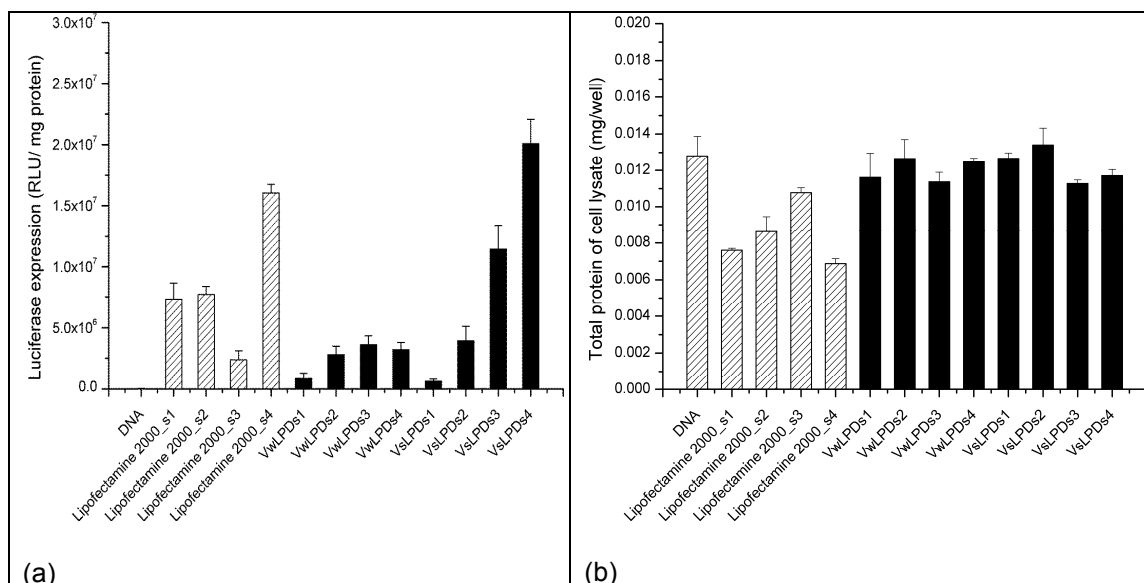 Luciferase expression (RLU/ mg protein)
3.0x10⁷
2.5x10⁷
2.0x10⁷
1.5x10⁷
1.0x10⁷
5.0x10⁶
0.0
DNA
Lipofectamine 2000_s1
Lipofectamine 2000_s2
Lipofectamine 2000_s3
Lipofectamine 2000_s4
VwLPDs1
VwLPDs2
VwLPDs3
VwLPDs4
VsLPDs1
VsLPDs2
VsLPDs3
VsLPDs4
(a)
Total protein of cell lysate (mg/well)
0.020
0.018
0.016
0.014
0.012
0.010
0.008
0.006
0.004
0.002
0.000
DNA
Lipofectamine 2000_s1
Lipofectamine 2000_s2
Lipofectamine 2000_s3
Lipofectamine 2000_s4
VwLPDs1
VwLPDs2
VwLPDs3
VwLPDs4
VsLPDs1
VsLPDs2
VsLPDs3
VsLPDs4
(b)